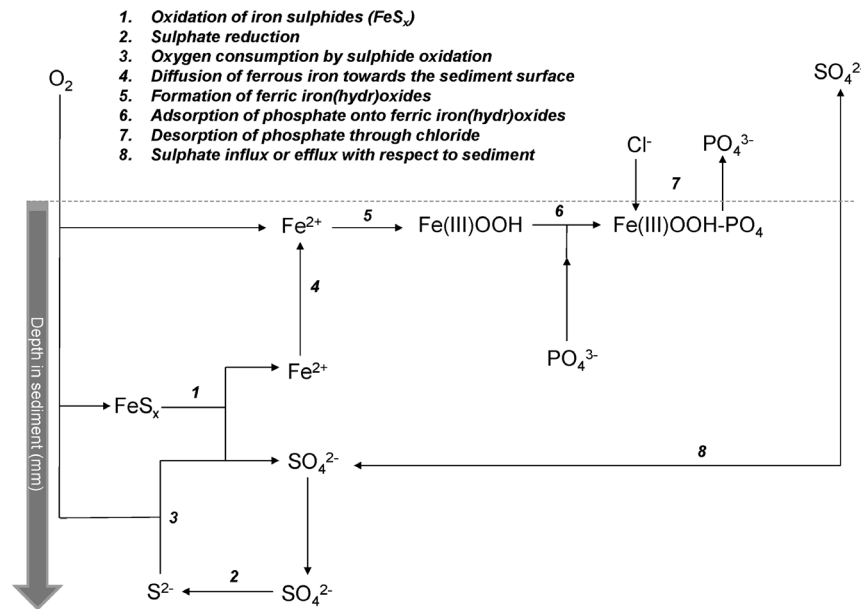 1. Oxidation of iron sulphides (FeSₓ)
2. Sulphate reduction
3. Oxygen consumption by sulphide oxidation
4. Diffusion of ferrous iron towards the sediment surface
5. Formation of ferric iron(hydr)oxides
6. Adsorption of phosphate onto ferric iron(hydr)oxides
7. Desorption of phosphate through chloride
8. Sulphate influx or efflux with respect to sediment
O₂
SO₄²⁻
Cl⁻
PO₄³⁻
7
Fe²⁺
5
Fe(III)OOH
6
Fe(III)OOH-PO₄
4
PO₄³⁻
Fe²⁺
1
FeSₓ
Depth in sediment (mm)
SO₄²⁻
8
3
2
S²⁻
SO₄²⁻